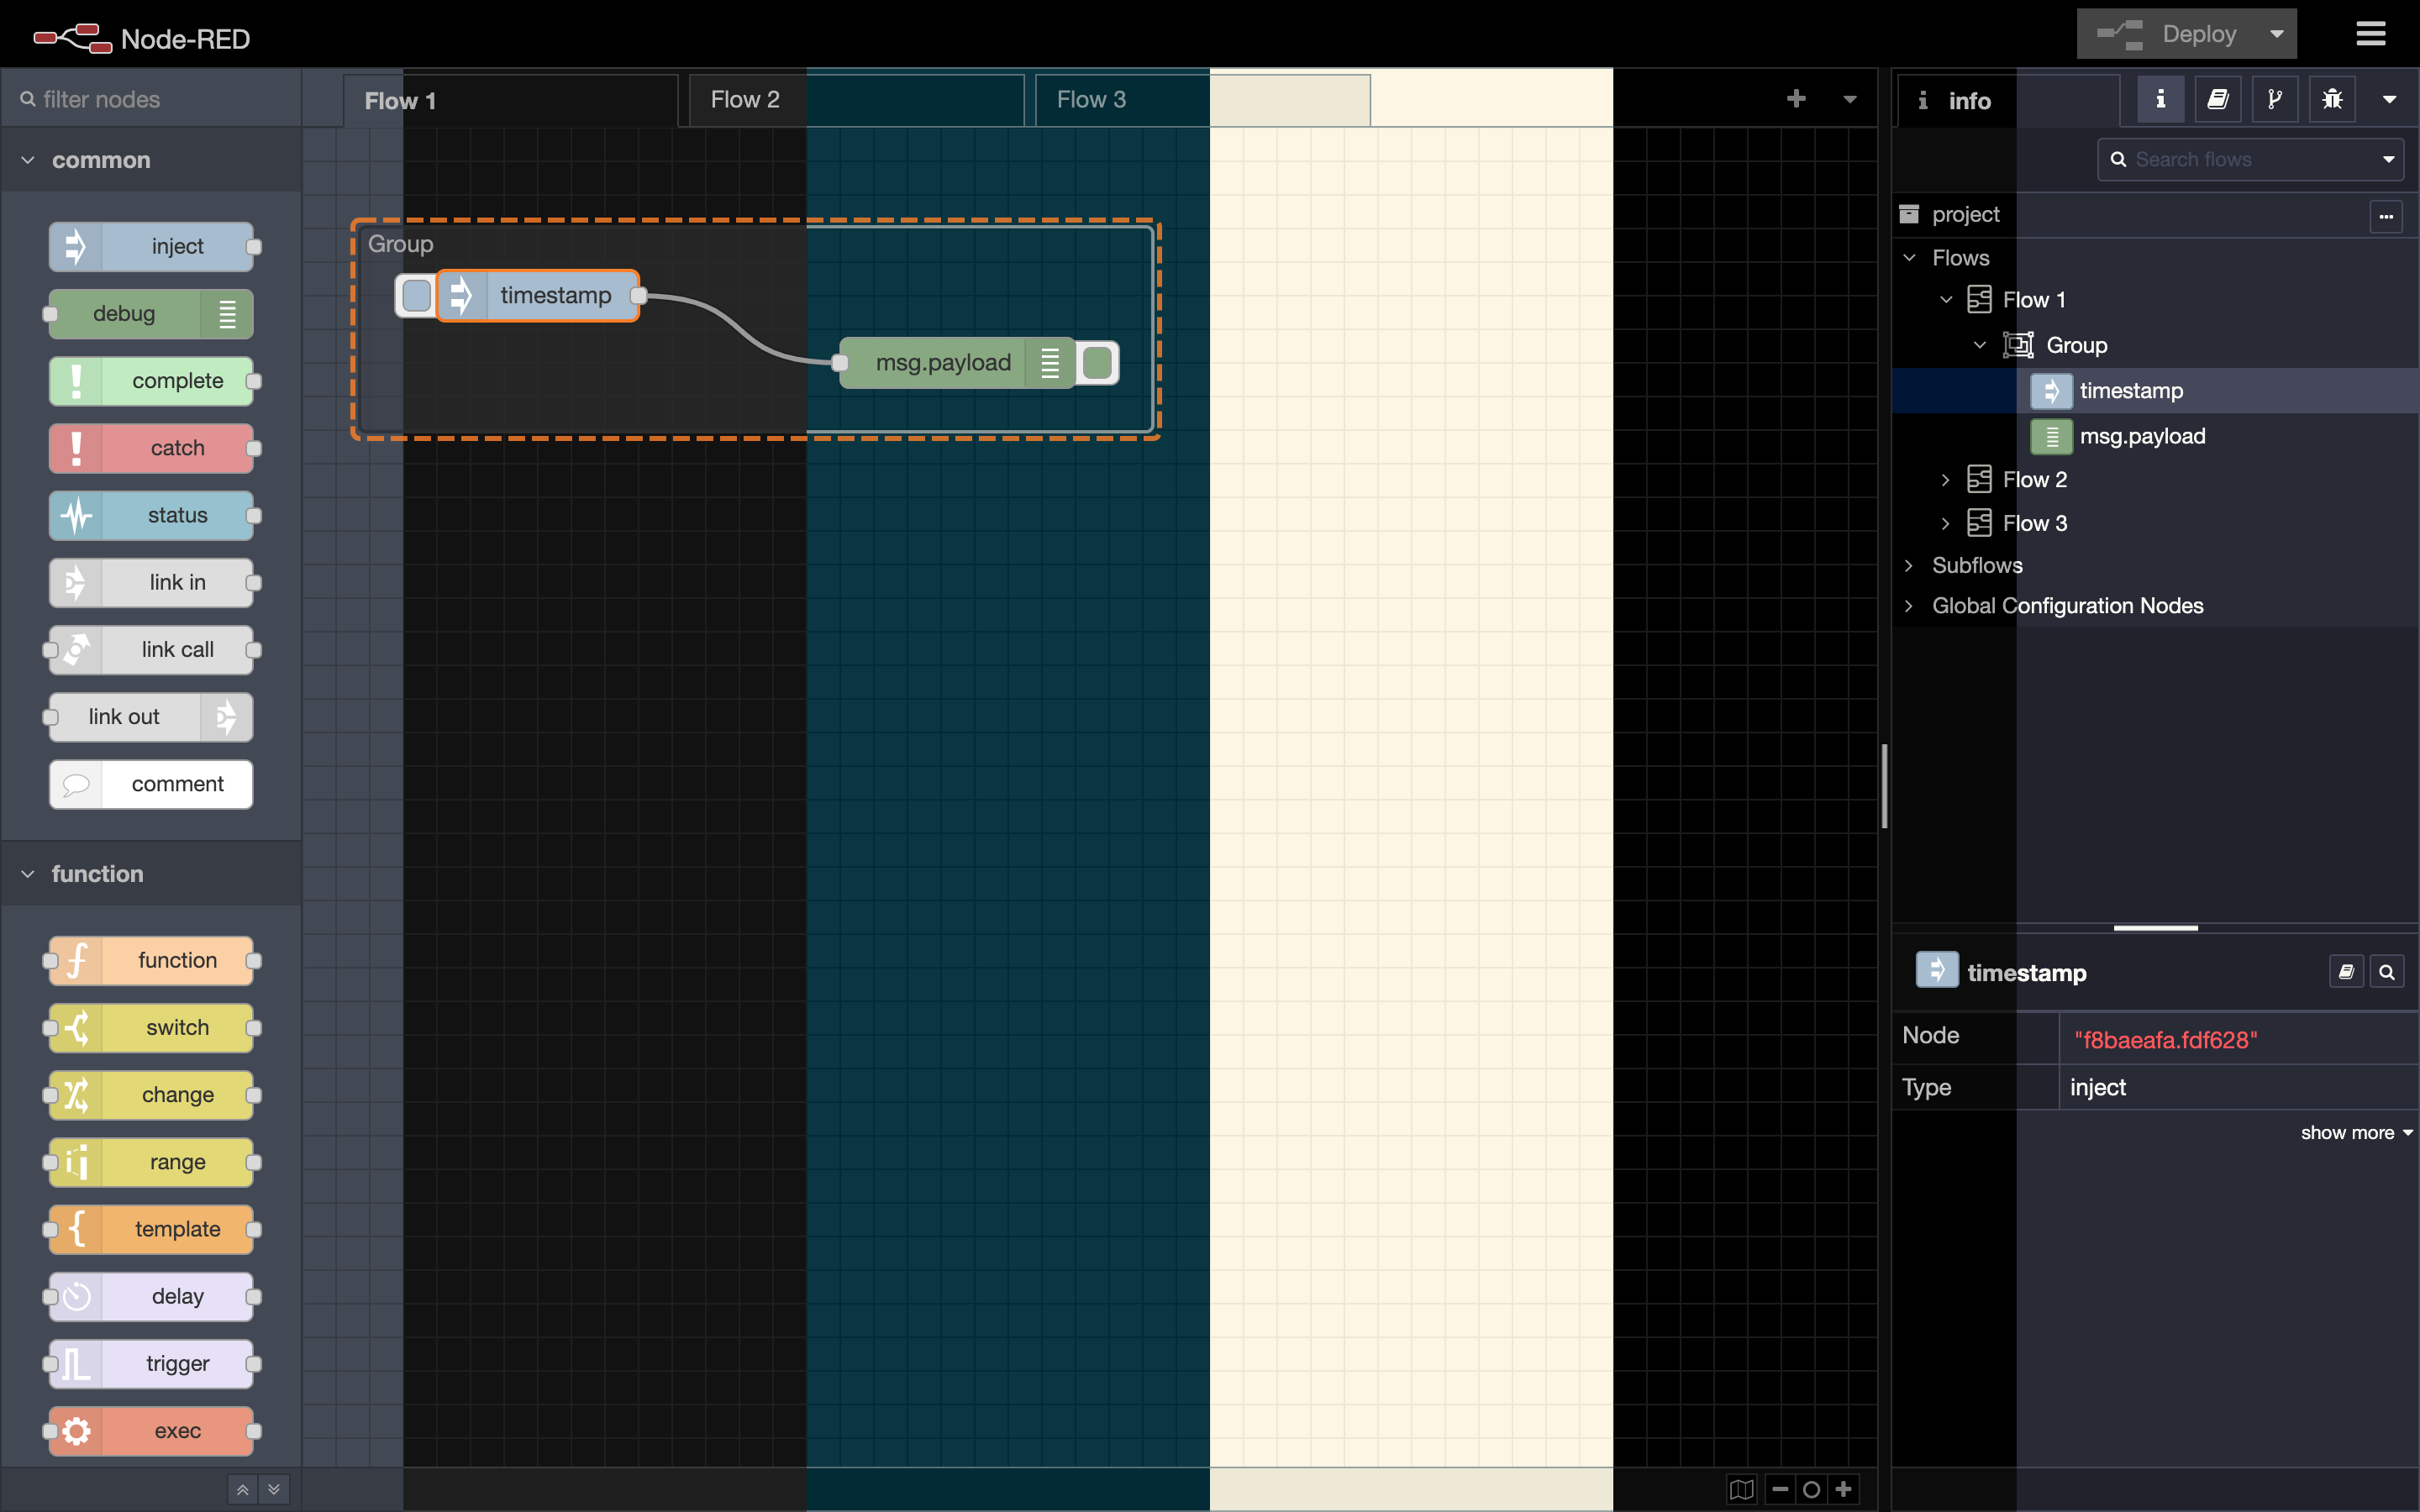 Node-RED
Deploy
filter nodes
Flow 1
Flow 2
Flow 3
info
Search flows
common
inject
debug
complete
catch
status
link in
link call
link out
comment
function
function
switch
change
range
template
delay
trigger
exec
Group
timestamp
msg.payload
project
Flows
Flow 1
Group
timestamp
msg.payload
Flow 2
Flow 3
Subflows
Global Configuration Nodes
timestamp
Node "f8baeafa.fdf628"
Type inject
show more